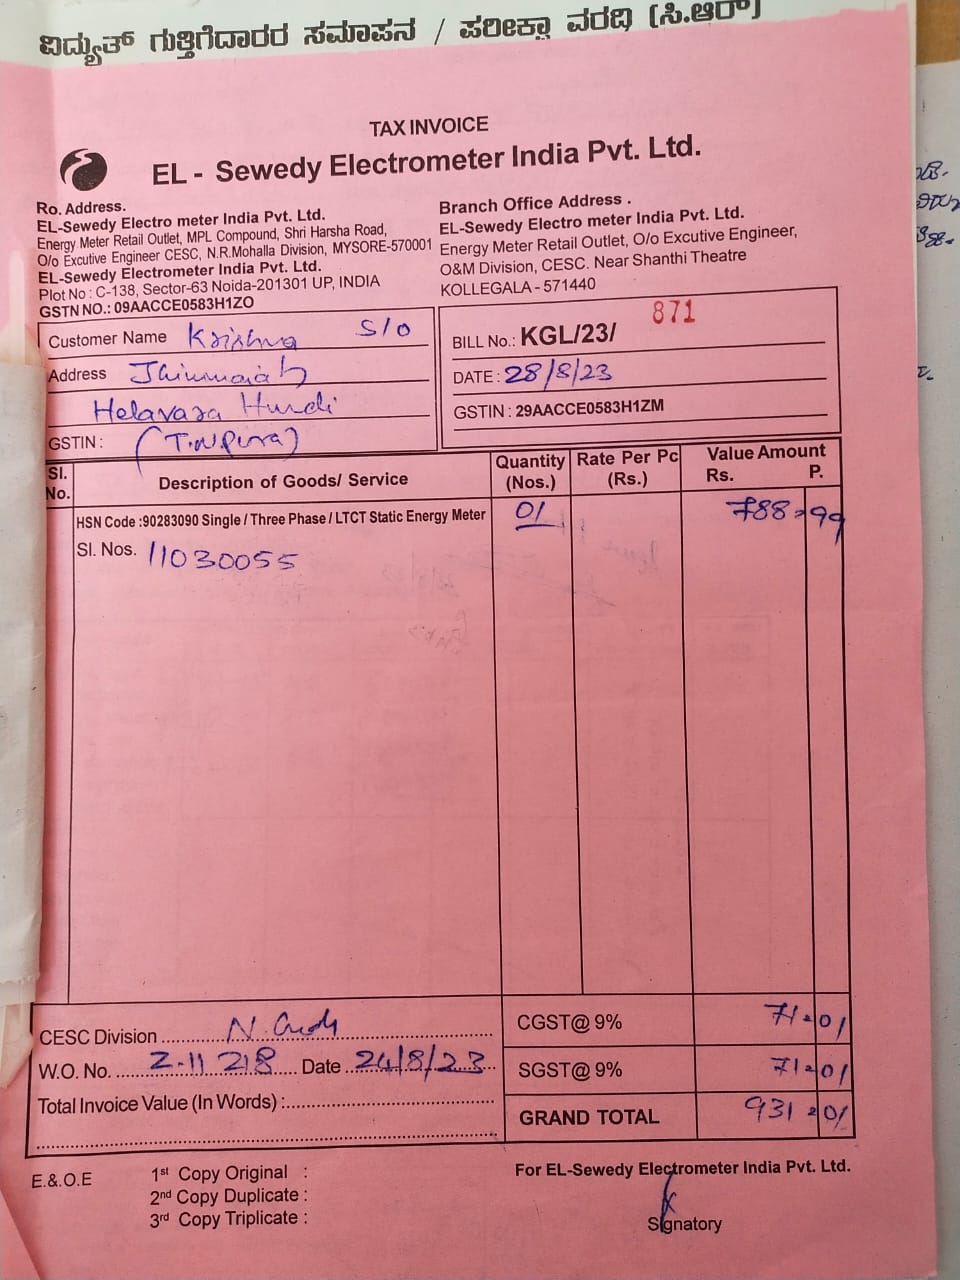 ವಿದ್ಯುತ್ ಗುತ್ತಿಗೆದಾರರ ಸಮಾಪನ / ಪರೀಕ್ಷಾ ವರದಿ (ಸಿ.ಆರ್)
TAX INVOICE
EL - Sewedy Electrometer India Pvt. Ltd.
Ro. Address.
EL-Sewedy Electro meter India Pvt. Ltd.
Energy Meter Retail Outlet, MPL Compound, Shri Harsha Road,
O/o Excutive Engineer CESC, N.R.Mohalla Division, MYSORE-570001
EL-Sewedy Electrometer India Pvt. Ltd.
Plot No : C-138, Sector-63 Noida-201301 UP, INDIA
GSTN NO.: 09AACCE0583H1ZO
Branch Office Address .
EL-Sewedy Electro meter India Pvt. Ltd.
Energy Meter Retail Outlet, O/o Excutive Engineer,
O&M Division, CESC. Near Shanthi Theatre
KOLLEGALA - 571440
Customer Name Krishna S/O
Address
Helavara Hundi
GSTIN : (T.N.Pura)
871
BILL No.: KGL/23/
DATE : 28/8/23
GSTIN : 29AACCE0583H1ZM
Sl. No. Description of Goods/ Service Quantity (Nos.) Rate Per Pc (Rs.) Value Amount Rs. P.
HSN Code :90283090 Single / Three Phase / LTCT Static Energy Meter 01 788=99
Sl. Nos. 11030055
CESC Division
CGST@ 9% 71=01
W.O. No. Z-11 218 Date 24/8/23
SGST@ 9% 71=01
Total Invoice Value (In Words) :
GRAND TOTAL 931=01
E.&.O.E
1st Copy Original :
2nd Copy Duplicate :
3rd Copy Triplicate :
For EL-Sewedy Electrometer India Pvt. Ltd.
Signatory